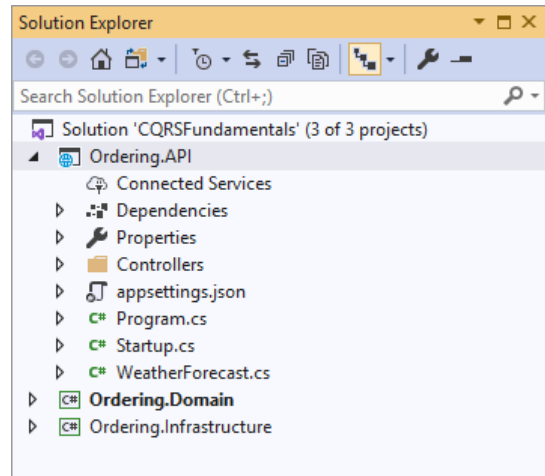 Solution Explorer
Search Solution Explorer (Ctrl+;)
Solution 'CQRSFundamentals' (3 of 3 projects)
Ordering.API
Connected Services
Dependencies
Properties
Controllers
appsettings.json
C# Program.cs
C# Startup.cs
C# WeatherForecast.cs
C# Ordering.Domain
C# Ordering.Infrastructure